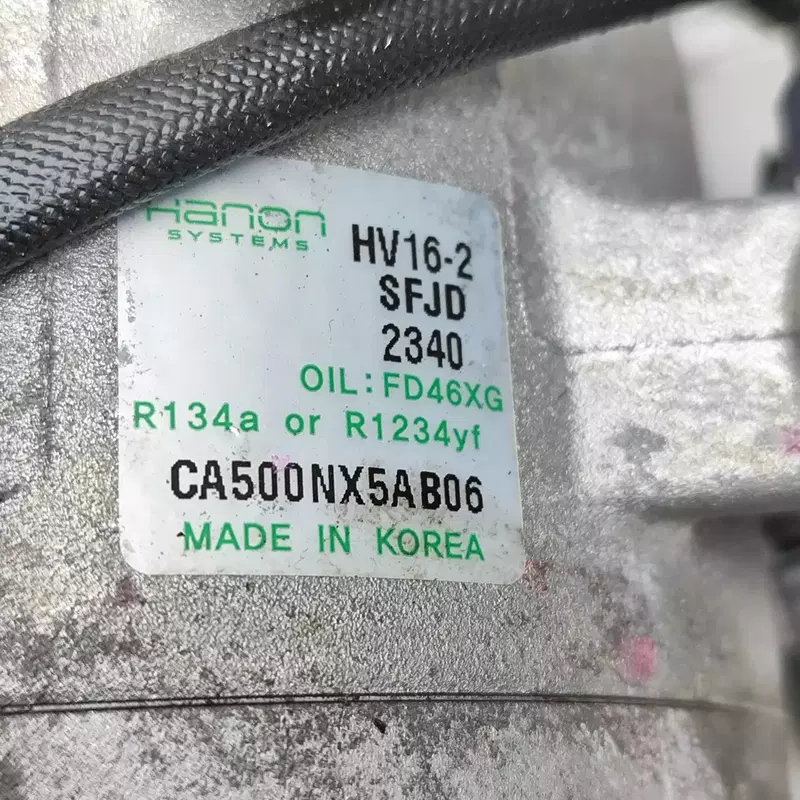 Hanon
SYSTEMS
HV16-2
SFJD
2340
OIL:FD46XG
R134a or R1234yf
CA500NX5AB06
MADE IN KOREA